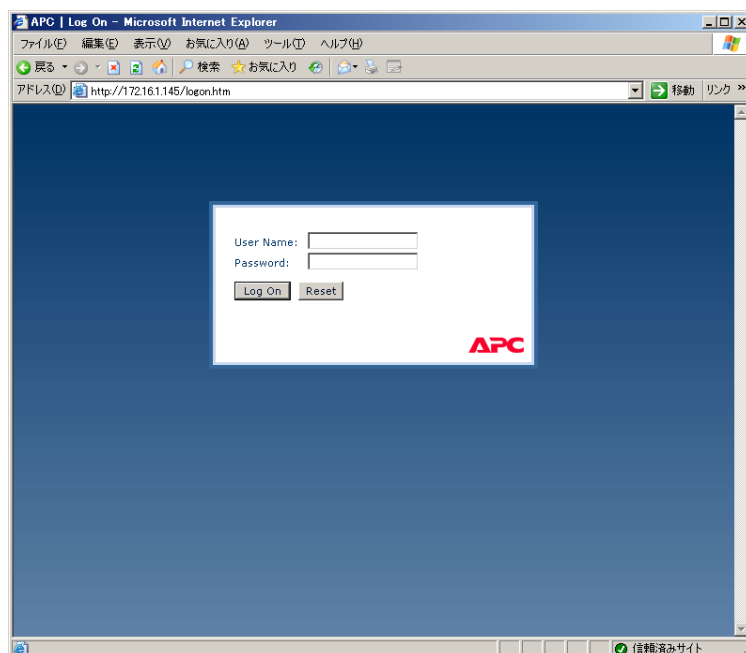 APC | Log On - Microsoft Internet Explorer
ファイル(F) 編集(E) 表示(V) お気に入り(A) ツール(T) ヘルプ(H)
戻る 検索 お気に入り
アドレス(D) http://172.16.1.145/logon.htm 移動 リンク »
User Name:
Password:
Log On Reset
APC
信頼済みサイト